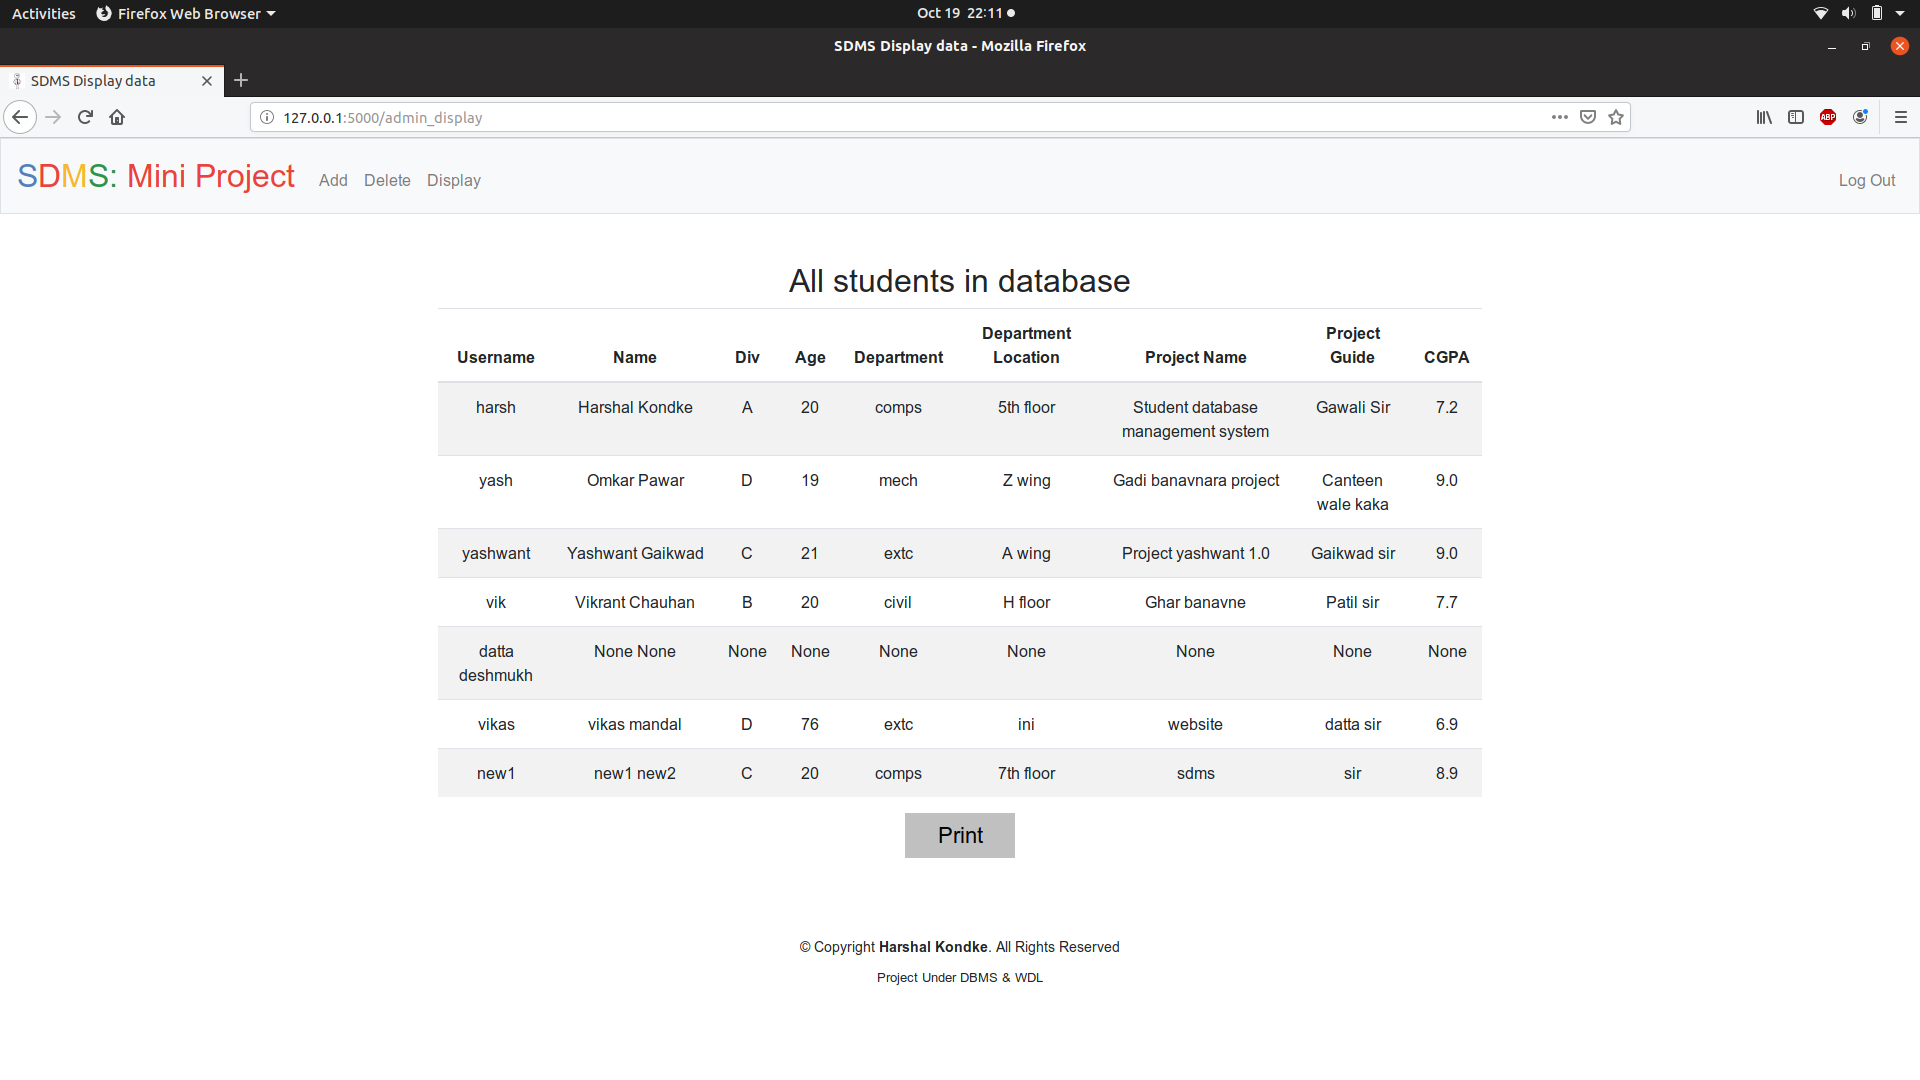 Activities Firefox Web Browser Oct 19 22:11
SDMS Display data - Mozilla Firefox
SDMS Display data
127.0.0.1:5000/admin_display ABP
SDMS: Mini Project Add Delete Display Log Out
All students in database
Username Name Div Age Department Department Location Project Name Project Guide CGPA
harsh Harshal Kondke A 20 comps 5th floor Student database management system Gawali Sir 7.2
yash Omkar Pawar D 19 mech Z wing Gadi banavnara project Canteen wale kaka 9.0
yashwant Yashwant Gaikwad C 21 extc A wing Project yashwant 1.0 Gaikwad sir 9.0
vik Vikrant Chauhan B 20 civil H floor Ghar banavne Patil sir 7.7
datta deshmukh None None None None None None None None None
vikas vikas mandal D 76 extc ini website datta sir 6.9
new1 new1 new2 C 20 comps 7th floor sdms sir 8.9
Print
© Copyright Harshal Kondke. All Rights Reserved
Project Under DBMS & WDL